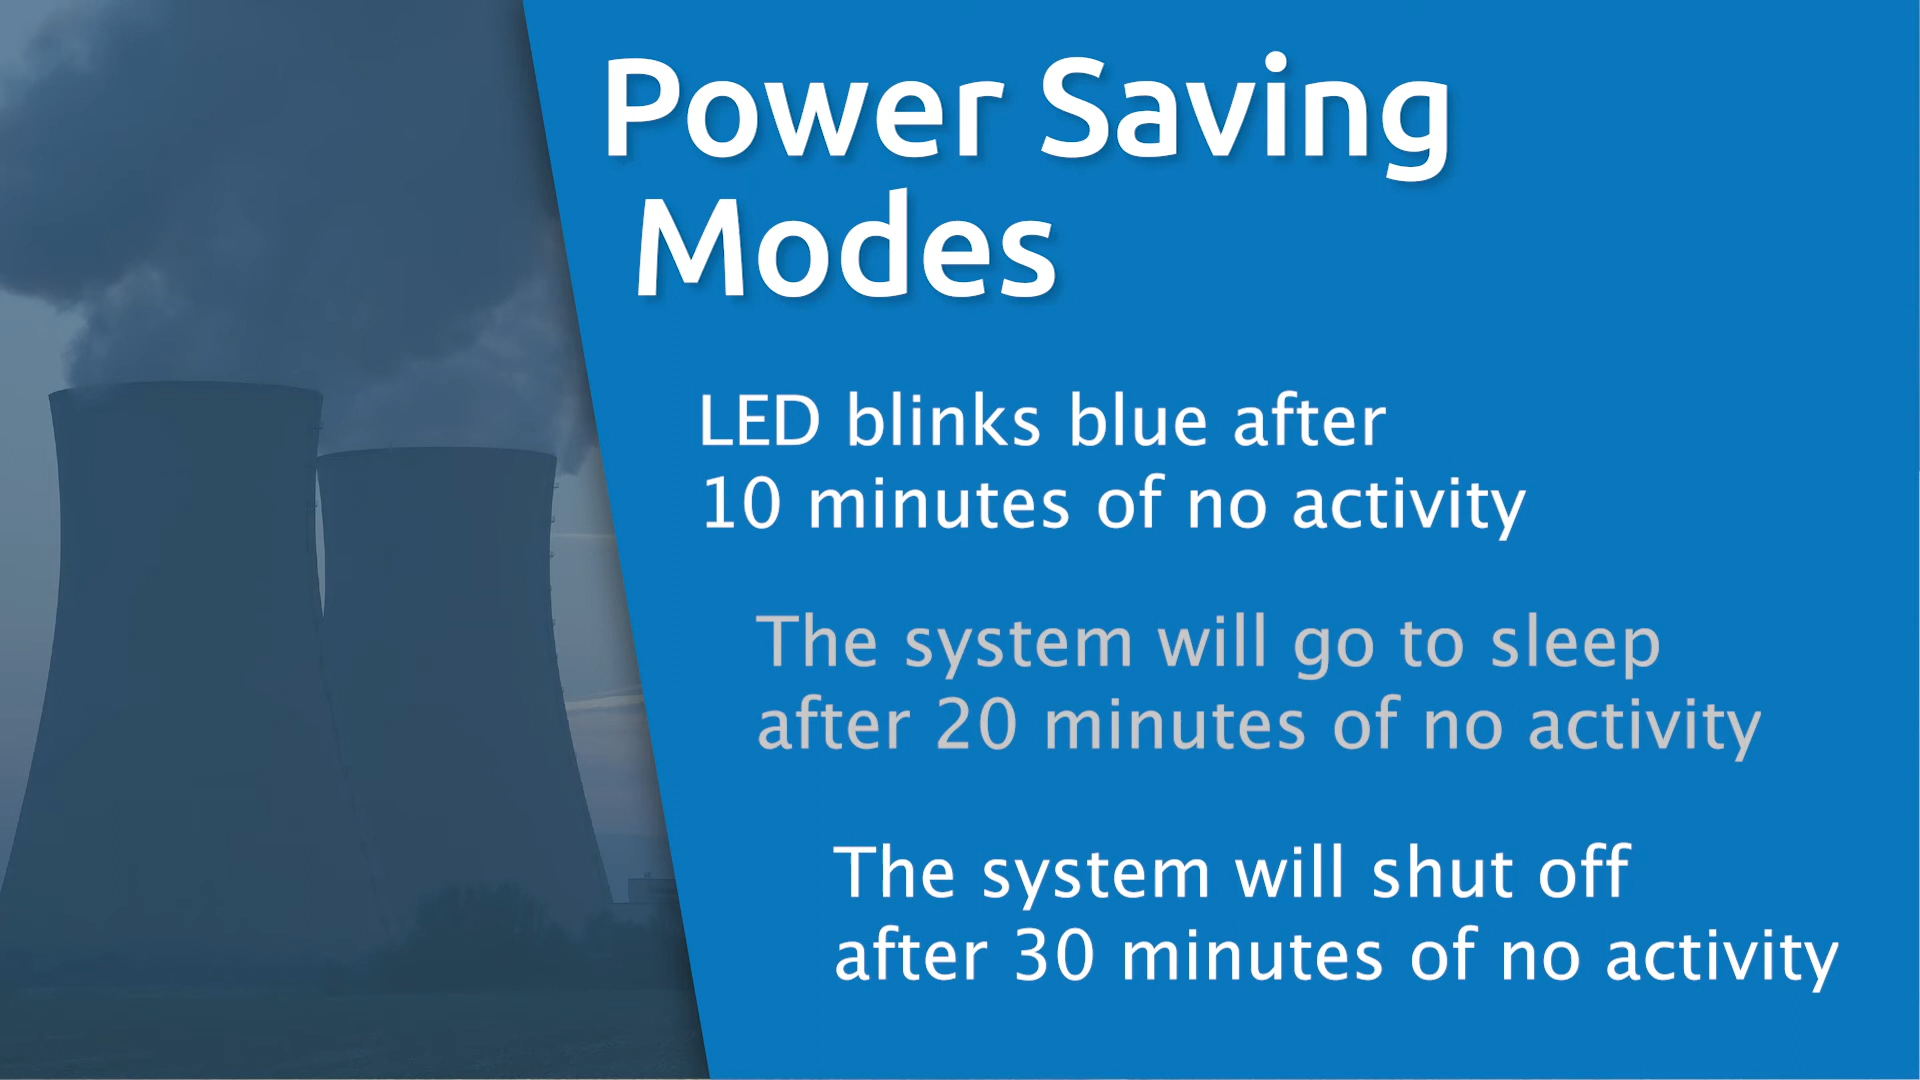 Power Saving
Modes
LED blinks blue after
10 minutes of no activity
The system will go to sleep
after 20 minutes of no activity
The system will shut off
after 30 minutes of no activity